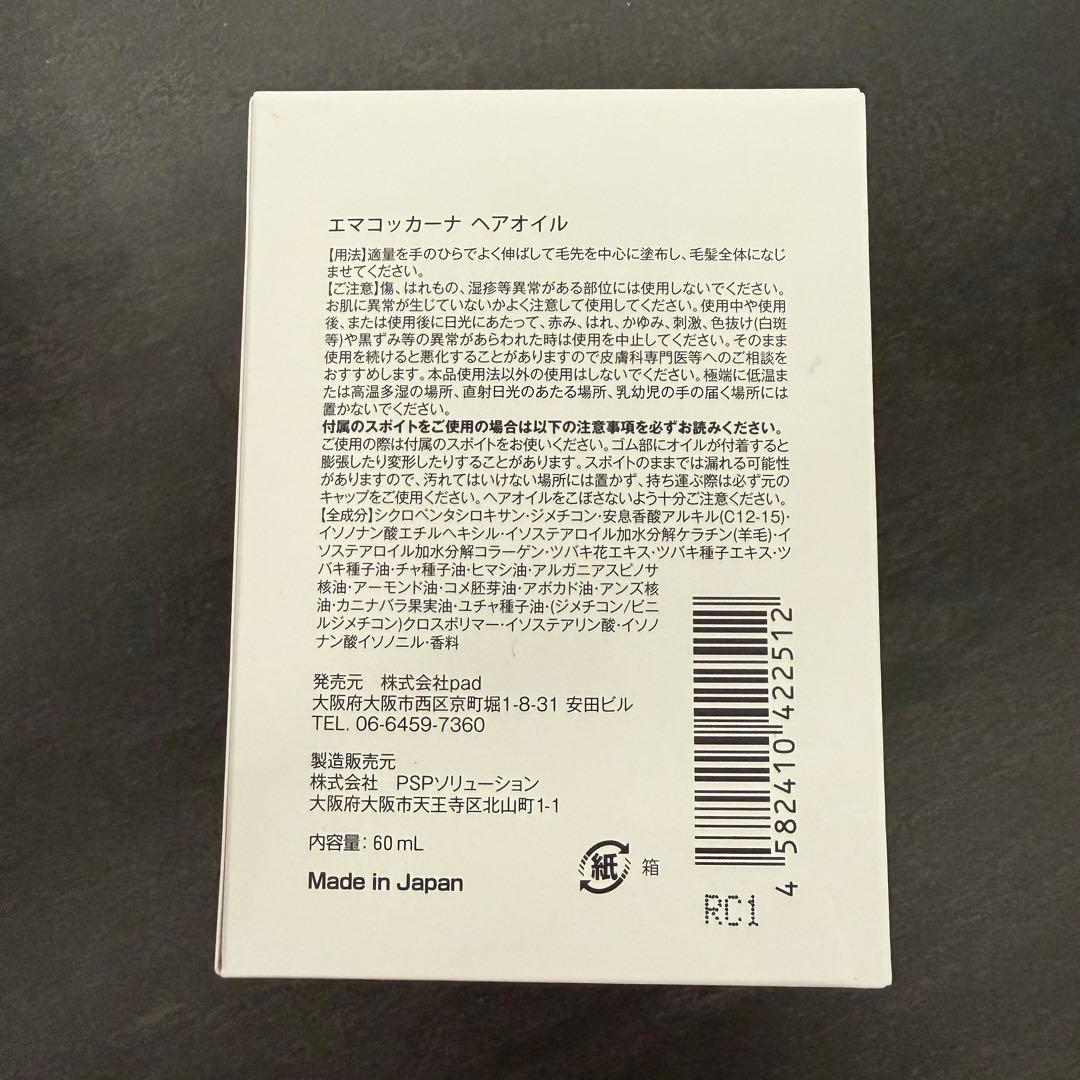 エマコッカーナ ヘアオイル
【用法】適量を手のひらでよく伸ばして毛先を中心に塗布し、毛髪全体になじ
ませてください。
【ご注意】傷、はれもの、湿疹等異常がある部位には使用しないでください。
お肌に異常が生じていないかよく注意して使用してください。使用中や使用
後、または使用後に日光にあたって、赤み、はれ、かゆみ、刺激、色抜け(白斑
等)や黒ずみ等の異常があらわれた時は使用を中止してください。そのまま
使用を続けると悪化することがありますので皮膚科専門医等へのご相談を
おすすめします。本品使用法以外の使用はしないでください。極端に低温ま
たは高温多湿の場所、直射日光のあたる場所、乳幼児の手の届く場所には
置かないでください。
付属のスポイトをご使用の場合は以下の注意事項を必ずお読みください。
ご使用の際は付属のスポイトをお使いください。ゴム部にオイルが付着すると
膨張したり変形したりすることがあります。スポイトのままでは漏れる可能性
がありますので、汚れてはいけない場所には置かず、持ち運ぶ際は必ず元の
キャップをご使用ください。ヘアオイルをこぼさないよう十分ご注意ください。
【全成分】シクロペンタシロキサン・ジメチコン・安息香酸アルキル(C12-15)・
イソノナン酸エチルヘキシル・イソステアロイル加水分解ケラチン(羊毛)・イ
ソステアロイル加水分解コラーゲン・ツバキ花エキス・ツバキ種子エキス・ツ
バキ種子油・チャ種子油・ヒマシ油・アルガニアスピノサ
核油・アーモンド油・コメ胚芽油・アボカド油・アンズ核
油・カニナバラ果実油・ユチャ種子油・(ジメチコン/ビニ
ルジメチコン)クロスポリマー・イソステアリン酸・イソノ
ナン酸イソノニル・香料
発売元 株式会社pad
大阪府大阪市西区京町堀1-8-31 安田ビル
TEL. 06-6459-7360
製造販売元
株式会社 PSPソリューション
大阪府大阪市天王寺区北山町1-1
内容量: 60 mL
Made in Japan
紙 箱
4 582410 422512
RC1